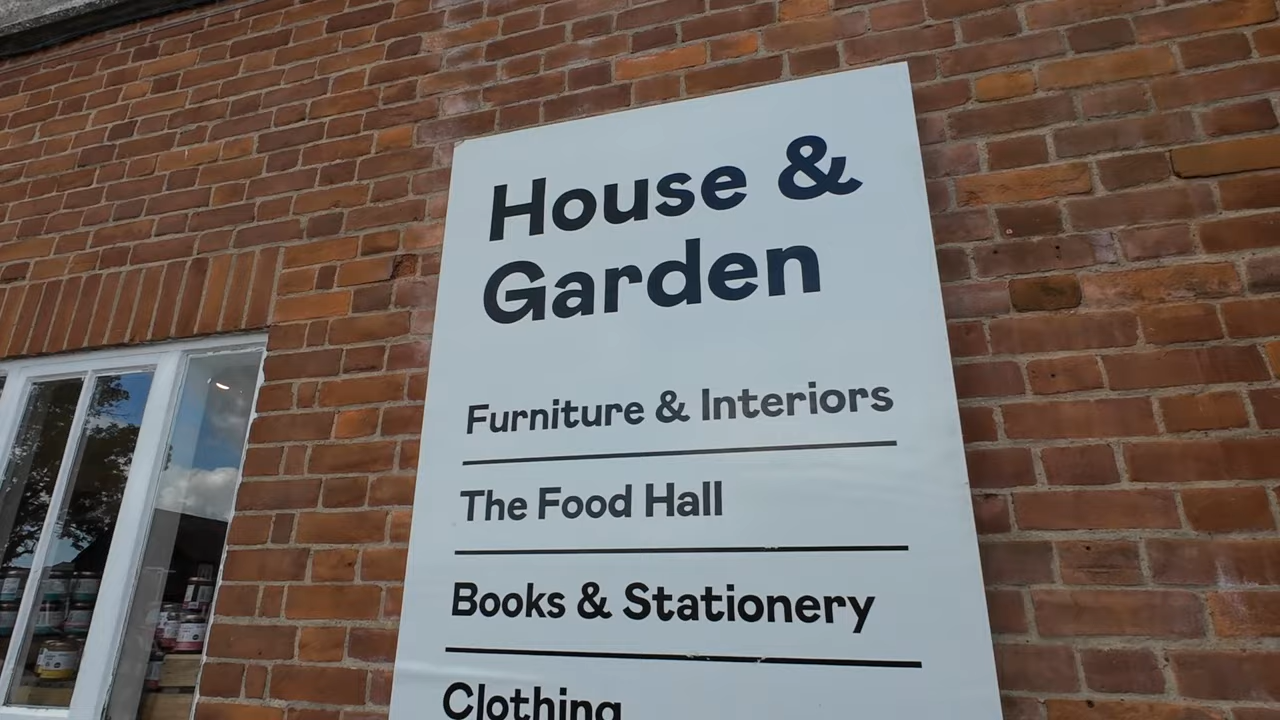 House &
Garden
Furniture & Interiors
The Food Hall
Books & Stationery
Clothing